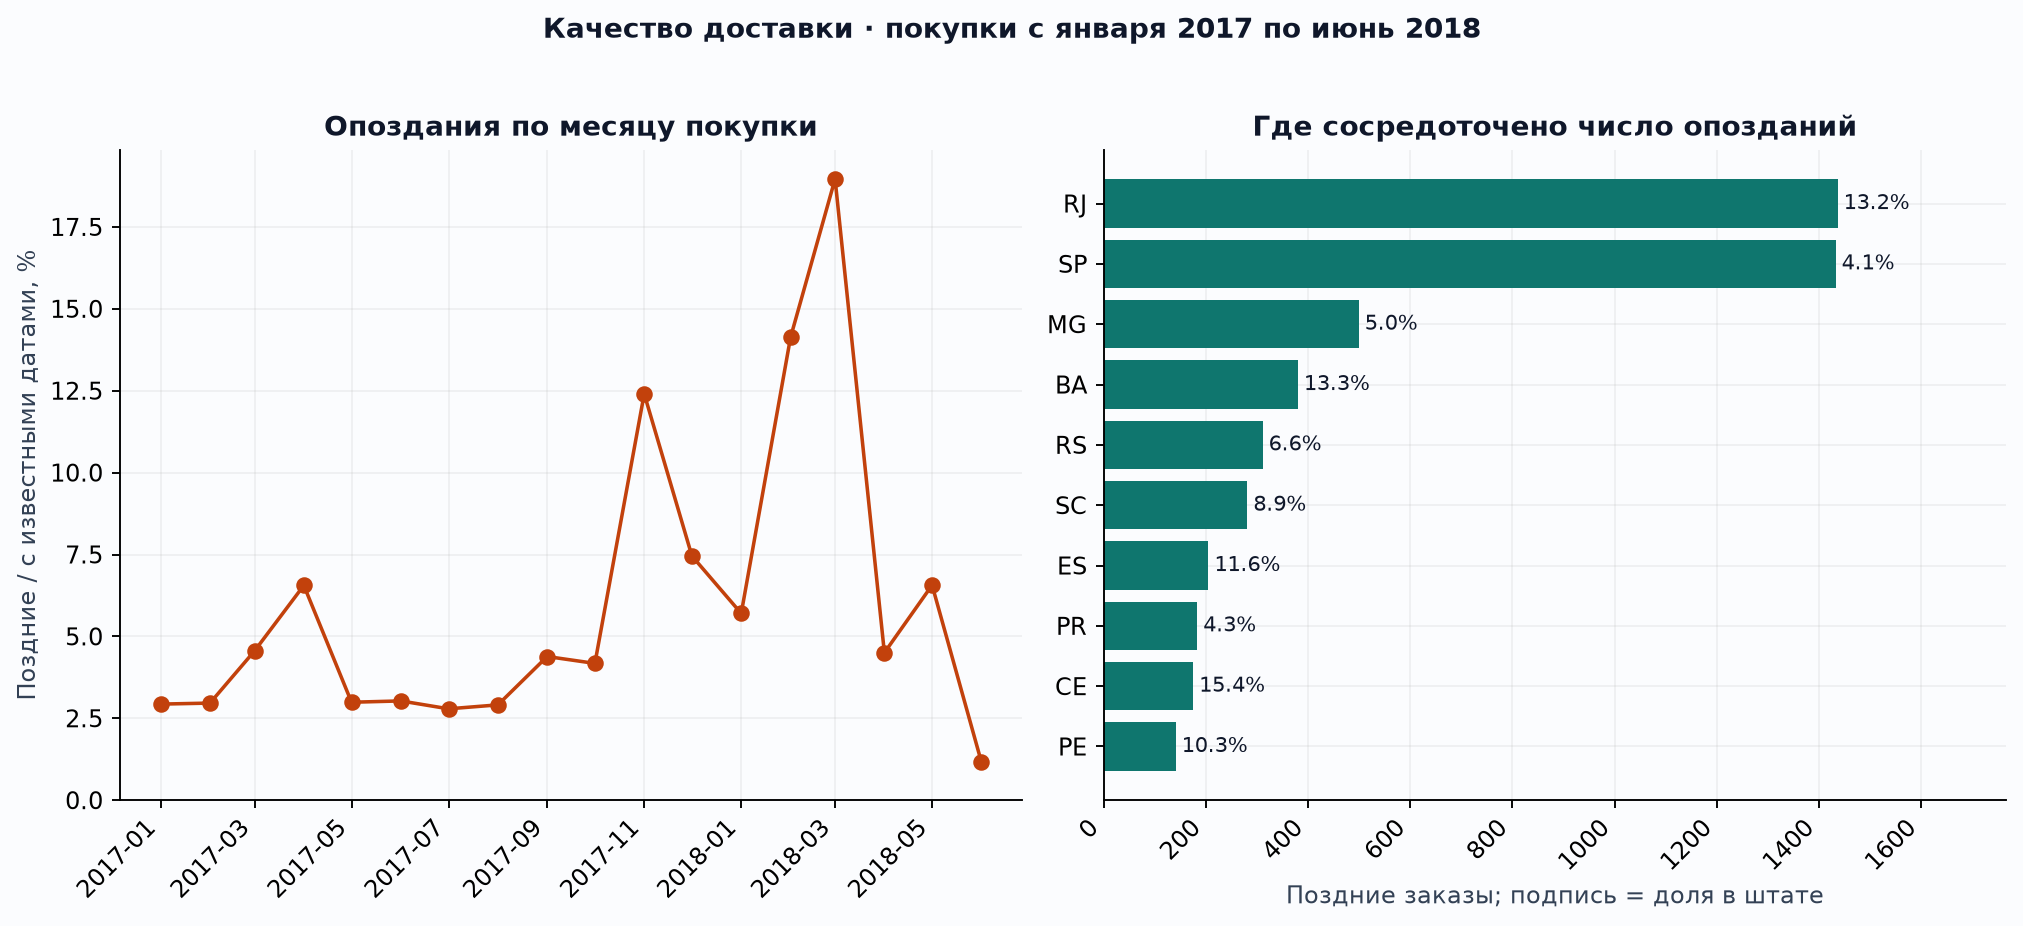 Качество доставки · покупки с января 2017 по июнь 2018
Опоздания по месяцу покупки
Поздние / с известными датами, %
17.5
15.0
12.5
10.0
7.5
5.0
2.5
0.0
2017-01
2017-03
2017-05
2017-07
2017-09
2017-11
2018-01
2018-03
2018-05
Где сосредоточено число опозданий
RJ 13.2%
SP 4.1%
MG 5.0%
BA 13.3%
RS 6.6%
SC 8.9%
ES 11.6%
PR 4.3%
CE 15.4%
PE 10.3%
0
200
400
600
800
1000
1200
1400
1600
Поздние заказы; подпись = доля в штате